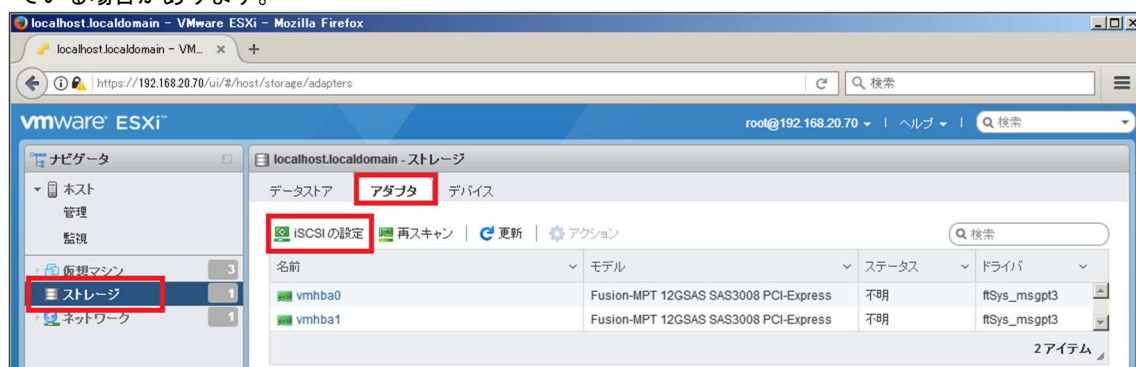 ている場合があります。
localhost.localdomain - VMware ESXi - Mozilla Firefox
localhost.localdomain - VM...
https://192.168.20.70/ui/#/host/storage/adapters
検索
vmware ESXi™
root@192.168.20.70
ヘルプ
検索
ナビゲータ
localhost.localdomain - ストレージ
ホスト
管理
監視
仮想マシン 3
ストレージ 1
ネットワーク 1
データストア アダプタ デバイス
iSCSI の設定 再スキャン 更新 アクション
検索
名前 モデル ステータス ドライバ
vmhba0 Fusion-MPT 12GSAS SAS3008 PCI-Express 不明 ftSys_msgpt3
vmhba1 Fusion-MPT 12GSAS SAS3008 PCI-Express 不明 ftSys_msgpt3
2 アイテム